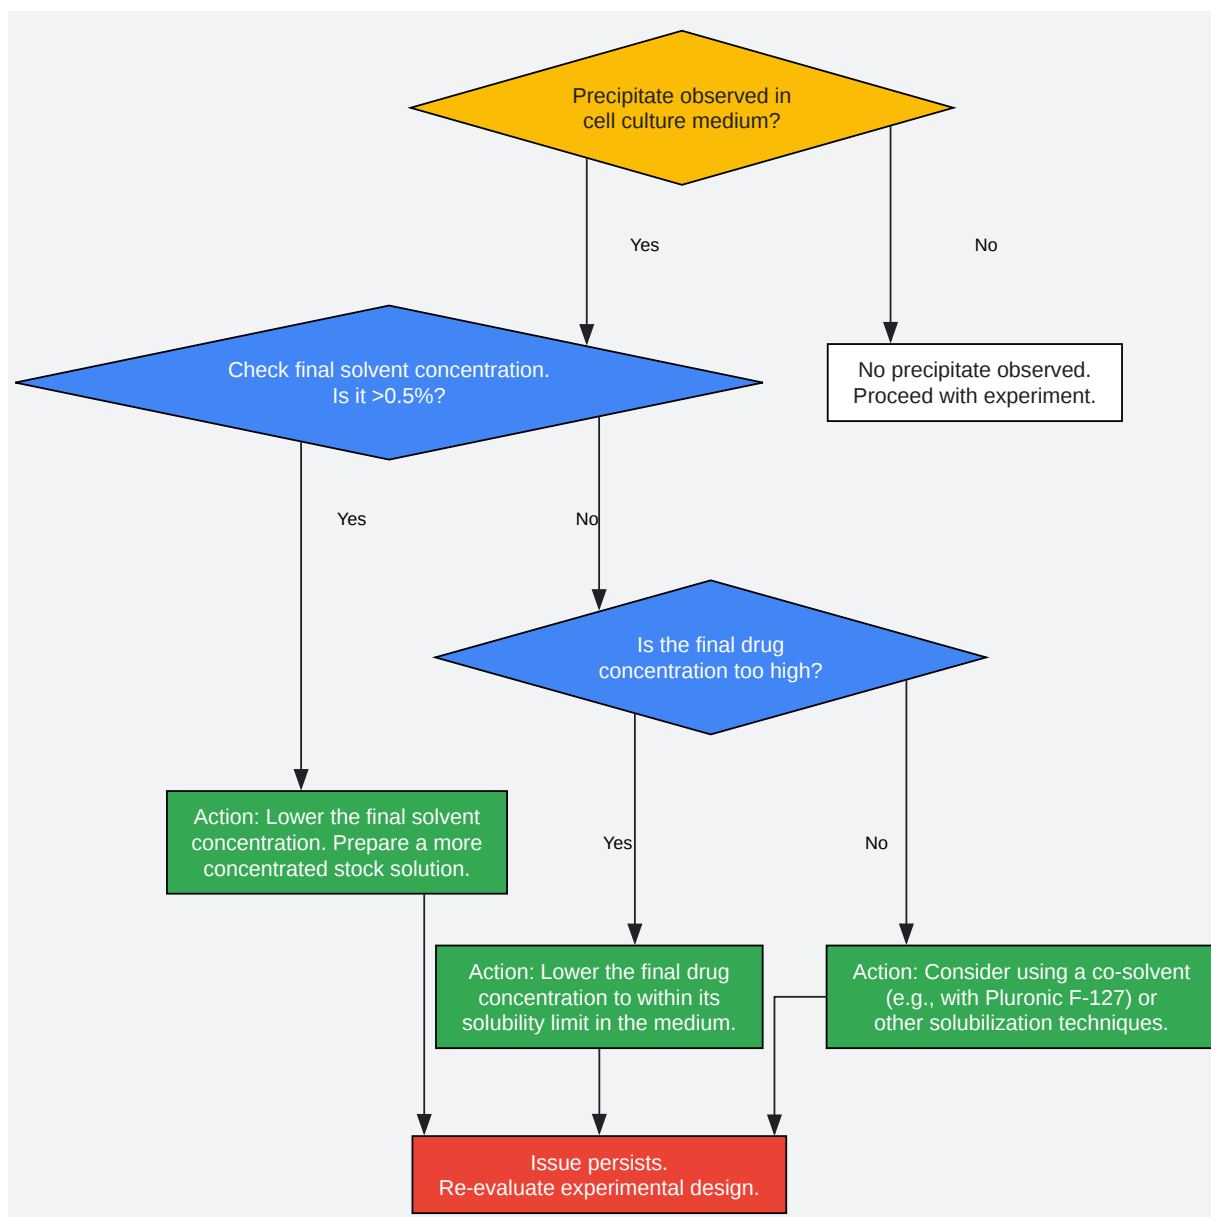 Precipitate observed in
cell culture medium?
Yes
No
Check final solvent concentration.
Is it >0.5%?
No precipitate observed.
Proceed with experiment.
Yes
No
Is the final drug
concentration too high?
Action: Lower the final solvent
concentration. Prepare a more
concentrated stock solution.
Yes
No
Action: Lower the final drug
concentration to within its
solubility limit in the medium.
Action: Consider using a co-solvent
(e.g., with Pluronic F-127) or
other solubilization techniques.
Issue persists.
Re-evaluate experimental design.